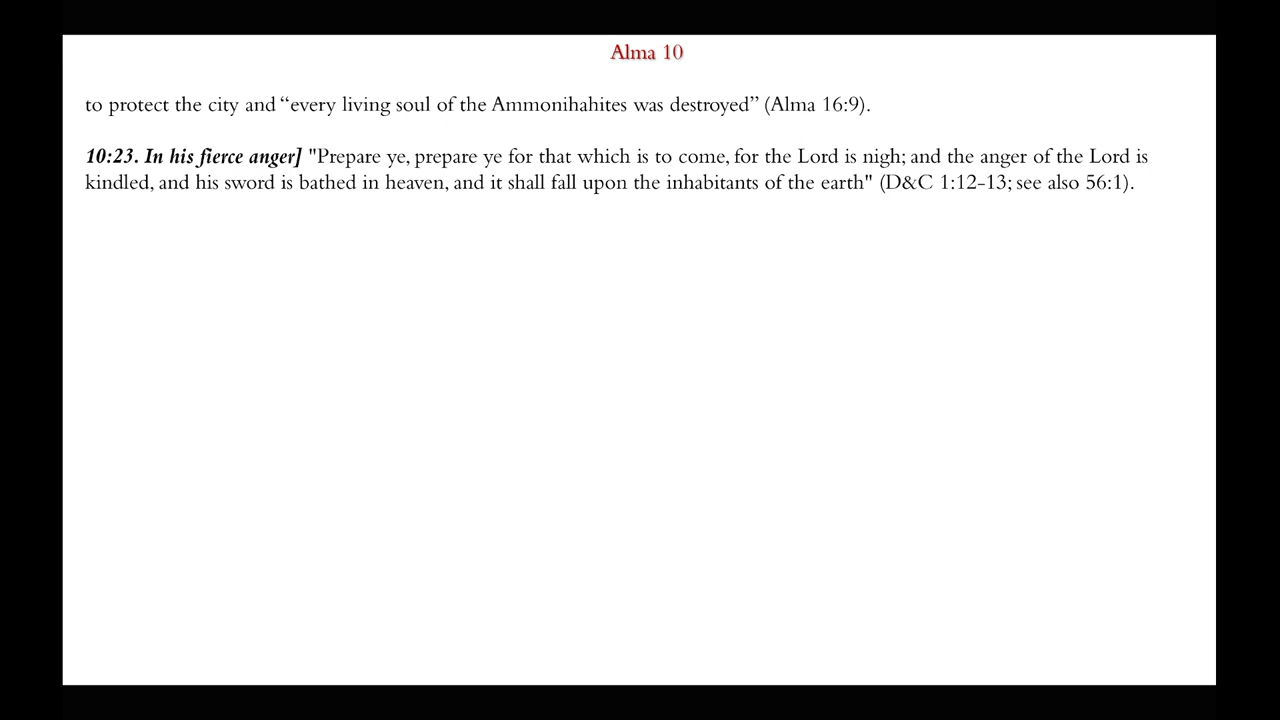 Alma 10
to protect the city and “every living soul of the Ammonihahites was destroyed” (Alma 16:9).
10:23. In his fierce anger] "Prepare ye, prepare ye for that which is to come, for the Lord is nigh; and the anger of the Lord is
kindled, and his sword is bathed in heaven, and it shall fall upon the inhabitants of the earth" (D&C 1:12-13; see also 56:1).